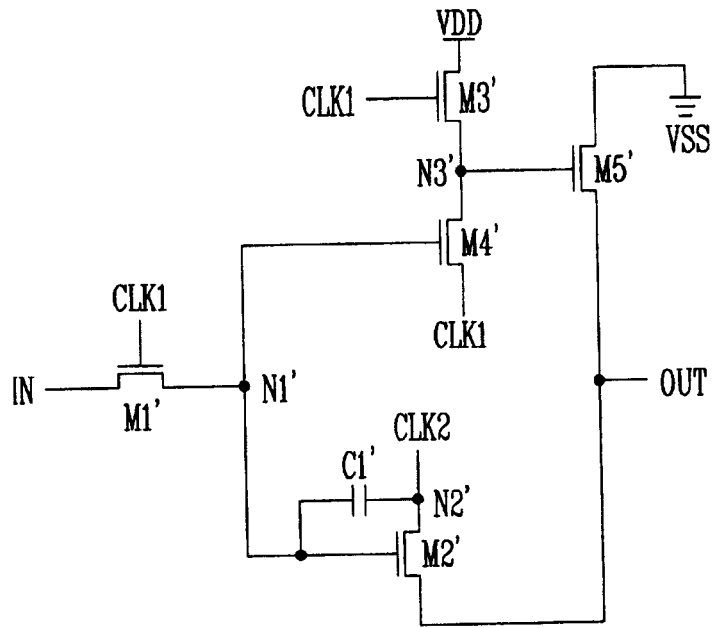 VDD
CLK1
M3'
VSS
N3'
M5'
M4'
CLK1
CLK1
IN
M1'
N1'
OUT
CLK2
C1'
N2'
M2'